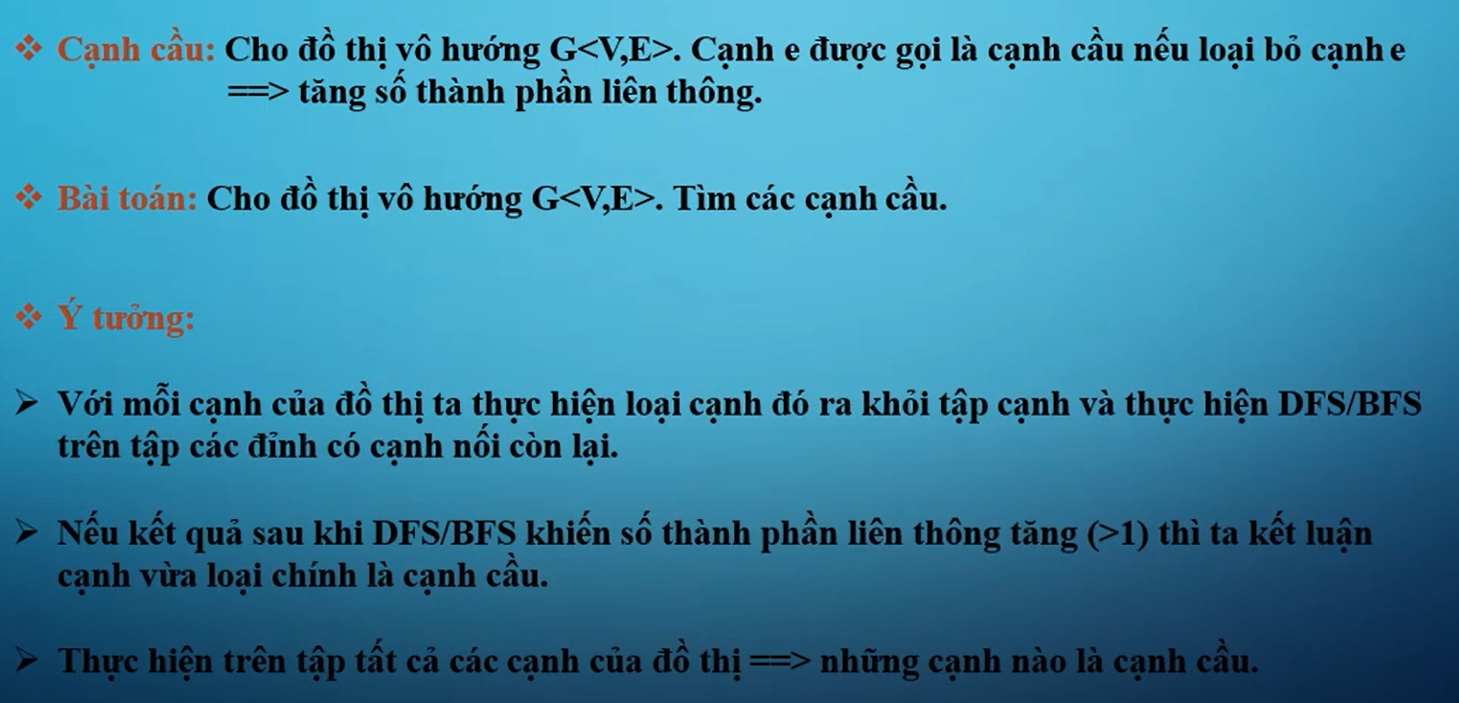 ❖ Cạnh cầu: Cho đồ thị vô hướng G<V,E>. Cạnh e được gọi là cạnh cầu nếu loại bỏ cạnh e
==> tăng số thành phần liên thông.
❖ Bài toán: Cho đồ thị vô hướng G<V,E>. Tìm các cạnh cầu.
❖ Ý tưởng:
➢ Với mỗi cạnh của đồ thị ta thực hiện loại cạnh đó ra khỏi tập cạnh và thực hiện DFS/BFS
trên tập các đỉnh có cạnh nối còn lại.
➢ Nếu kết quả sau khi DFS/BFS khiến số thành phần liên thông tăng (>1) thì ta kết luận
cạnh vừa loại chính là cạnh cầu.
➢ Thực hiện trên tập tất cả các cạnh của đồ thị ==> những cạnh nào là cạnh cầu.